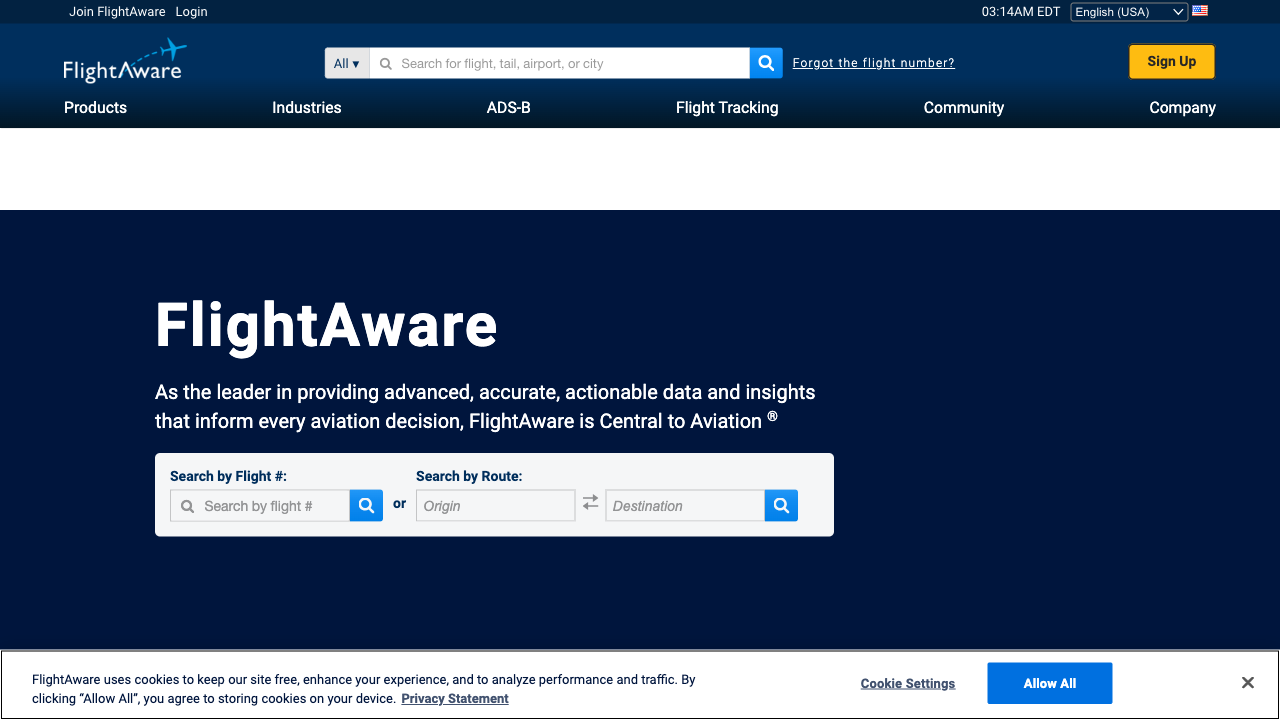 Join FlightAware Login
03:14AM EDT English (USA)
FlightAware
All ▾ Search for flight, tail, airport, or city
Forgot the flight number?
Sign Up
Products Industries ADS-B Flight Tracking Community Company
FlightAware
As the leader in providing advanced, accurate, actionable data and insights
that inform every aviation decision, FlightAware is Central to Aviation ®
Search by Flight #: Search by Route:
Search by flight # or Origin Destination
FlightAware uses cookies to keep our site free, enhance your experience, and to analyze performance and traffic. By
clicking “Allow All”, you agree to storing cookies on your device. Privacy Statement
Cookie Settings
Allow All